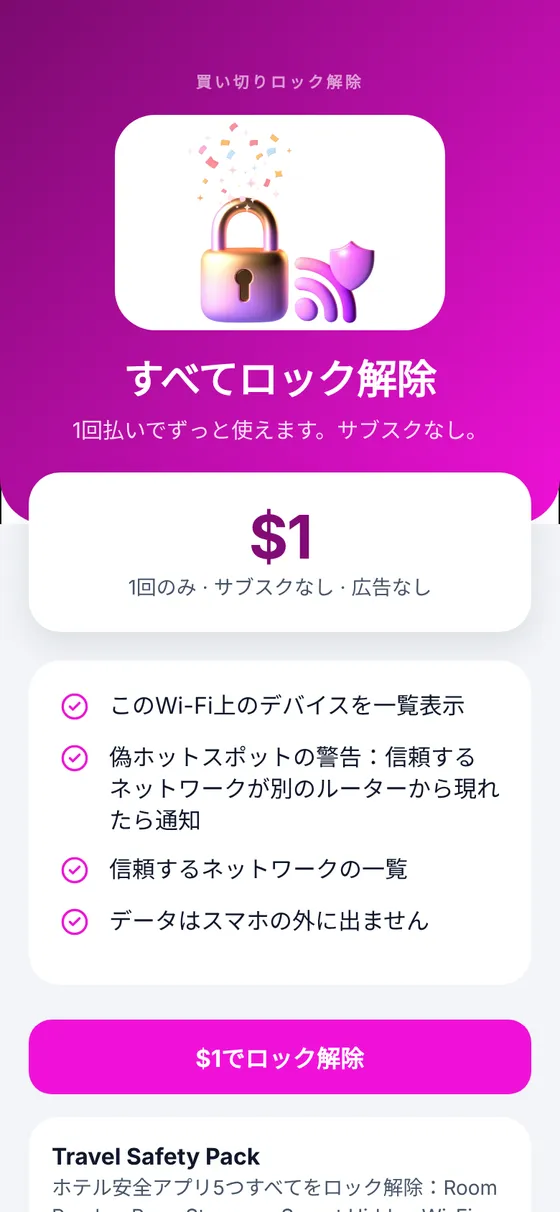 買い切りロック解除
すべてロック解除
1回払いでずっと使えます。サブスクなし。
$1
1回のみ · サブスクなし · 広告なし
このWi-Fi上のデバイスを一覧表示
偽ホットスポットの警告：信頼する
ネットワークが別のルーターから現れ
たら通知
信頼するネットワークの一覧
データはスマホの外に出ません
$1でロック解除
Travel Safety Pack
ホテル安全アプリ5つすべてをロック解除：Room